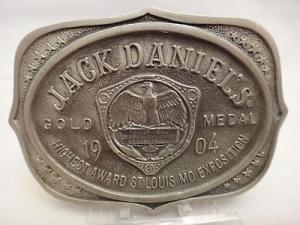 JACK DANIEL'S
GOLD MEDAL
19 04
HIGHEST AWARD ST. LOUIS MO EXPOSITION